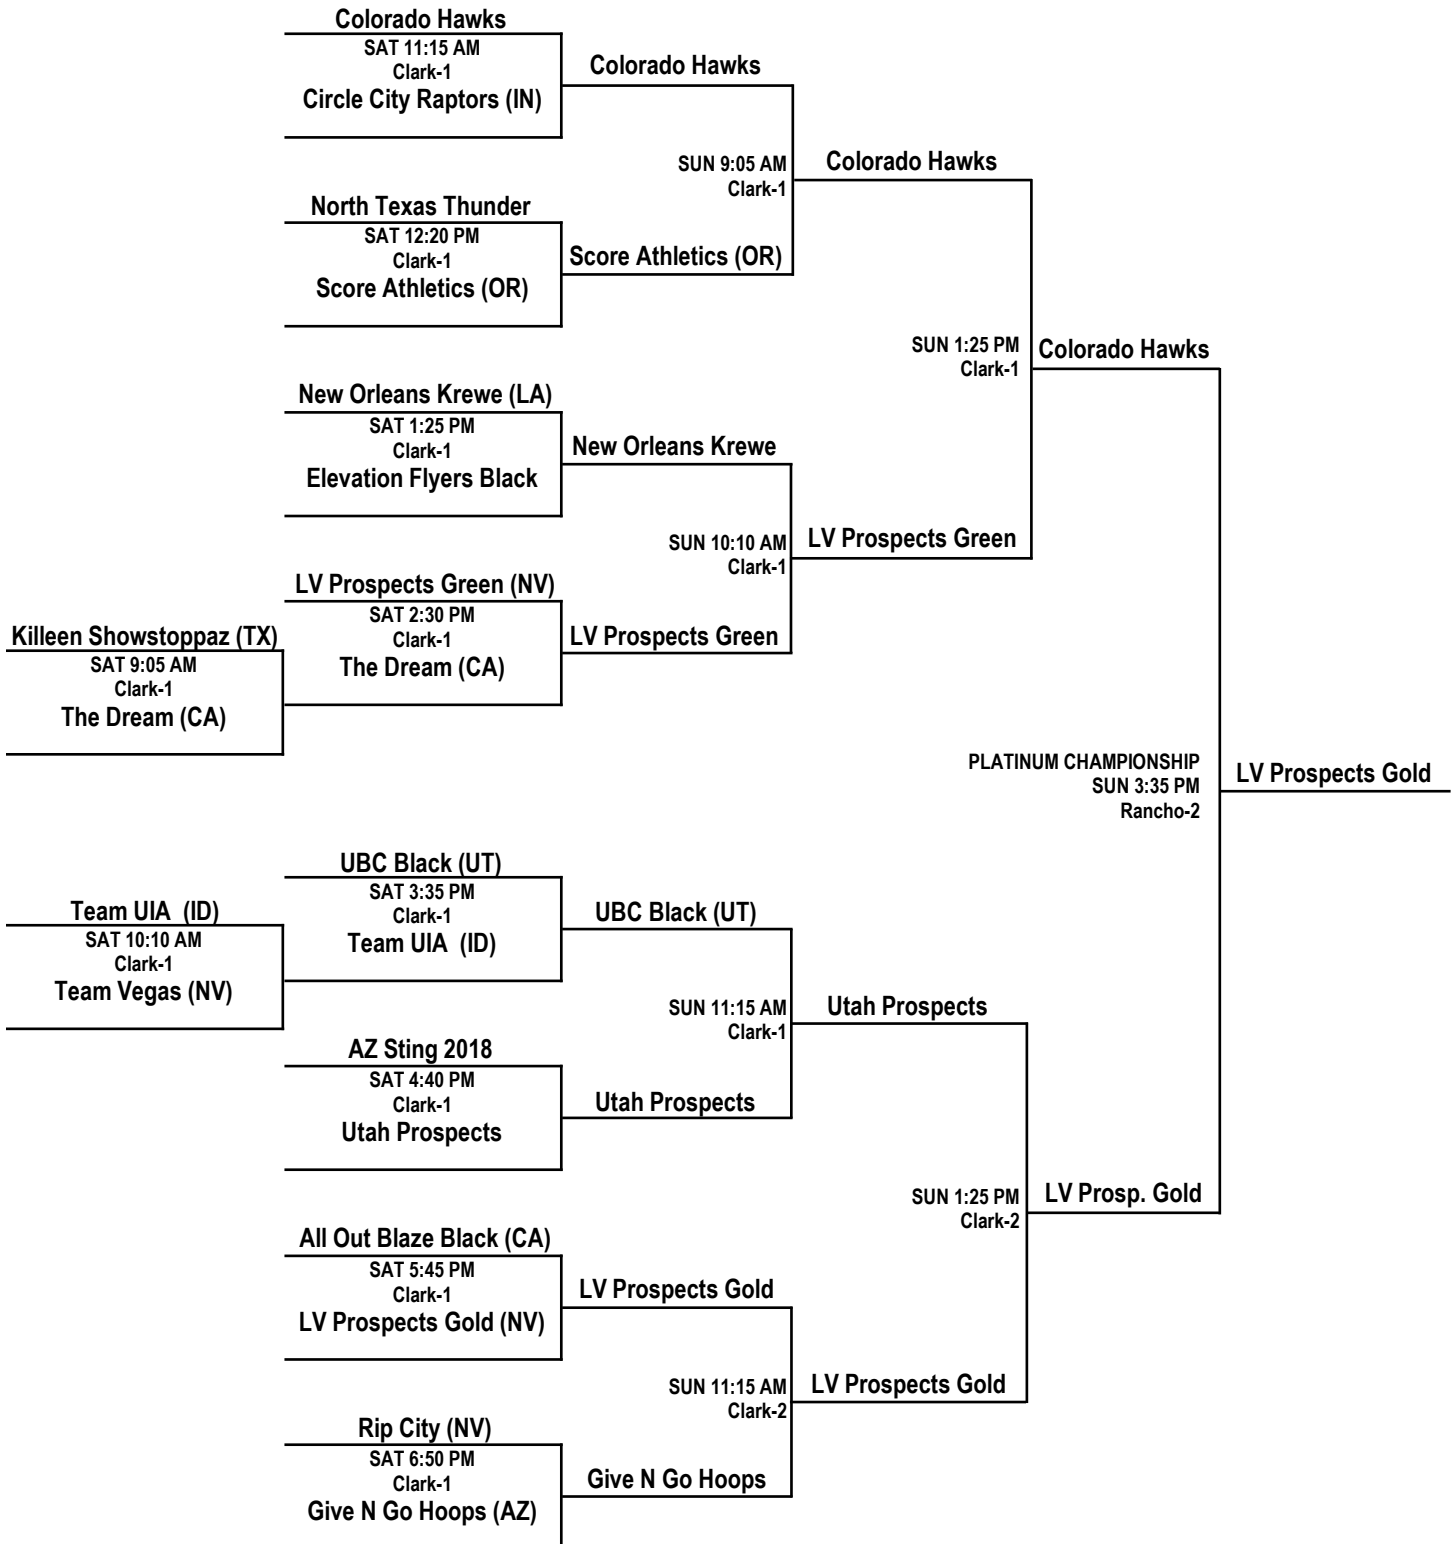 Colorado Hawks
SAT 11:15 AM
Clark-1
Circle City Raptors (IN)
Colorado Hawks
SUN 9:05 AM
Clark-1
Colorado Hawks
North Texas Thunder
SAT 12:20 PM
Clark-1
Score Athletics (OR)
Score Athletics (OR)
SUN 1:25 PM
Clark-1
Colorado Hawks
New Orleans Krewe (LA)
SAT 1:25 PM
Clark-1
Elevation Flyers Black
New Orleans Krewe
SUN 10:10 AM
Clark-1
LV Prospects Green
LV Prospects Green (NV)
SAT 2:30 PM
Clark-1
The Dream (CA)
LV Prospects Green
Killeen Showstoppaz (TX)
SAT 9:05 AM
Clark-1
The Dream (CA)
PLATINUM CHAMPIONSHIP
SUN 3:35 PM
Rancho-2
LV Prospects Gold
UBC Black (UT)
SAT 3:35 PM
Clark-1
Team UIA  (ID)
UBC Black (UT)
Team UIA  (ID)
SAT 10:10 AM
Clark-1
Team Vegas (NV)
SUN 11:15 AM
Clark-1
Utah Prospects
AZ Sting 2018
SAT 4:40 PM
Clark-1
Utah Prospects
Utah Prospects
SUN 1:25 PM
Clark-2
LV Prosp. Gold
All Out Blaze Black (CA)
SAT 5:45 PM
Clark-1
LV Prospects Gold (NV)
LV Prospects Gold
SUN 11:15 AM
Clark-2
LV Prospects Gold
Rip City (NV)
SAT 6:50 PM
Clark-1
Give N Go Hoops (AZ)
Give N Go Hoops